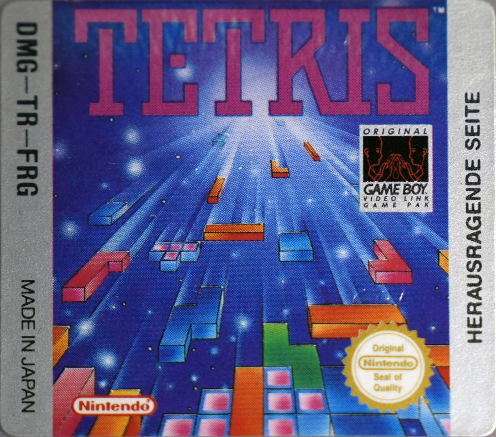 TETRIS™
DMG-TR-FRG
MADE IN JAPAN
ORIGINAL
GAME BOY
VIDEO LINK
GAME PAK
HERAUSRAGENDE SEITE
Original
Nintendo
Seal of
Quality
Nintendo